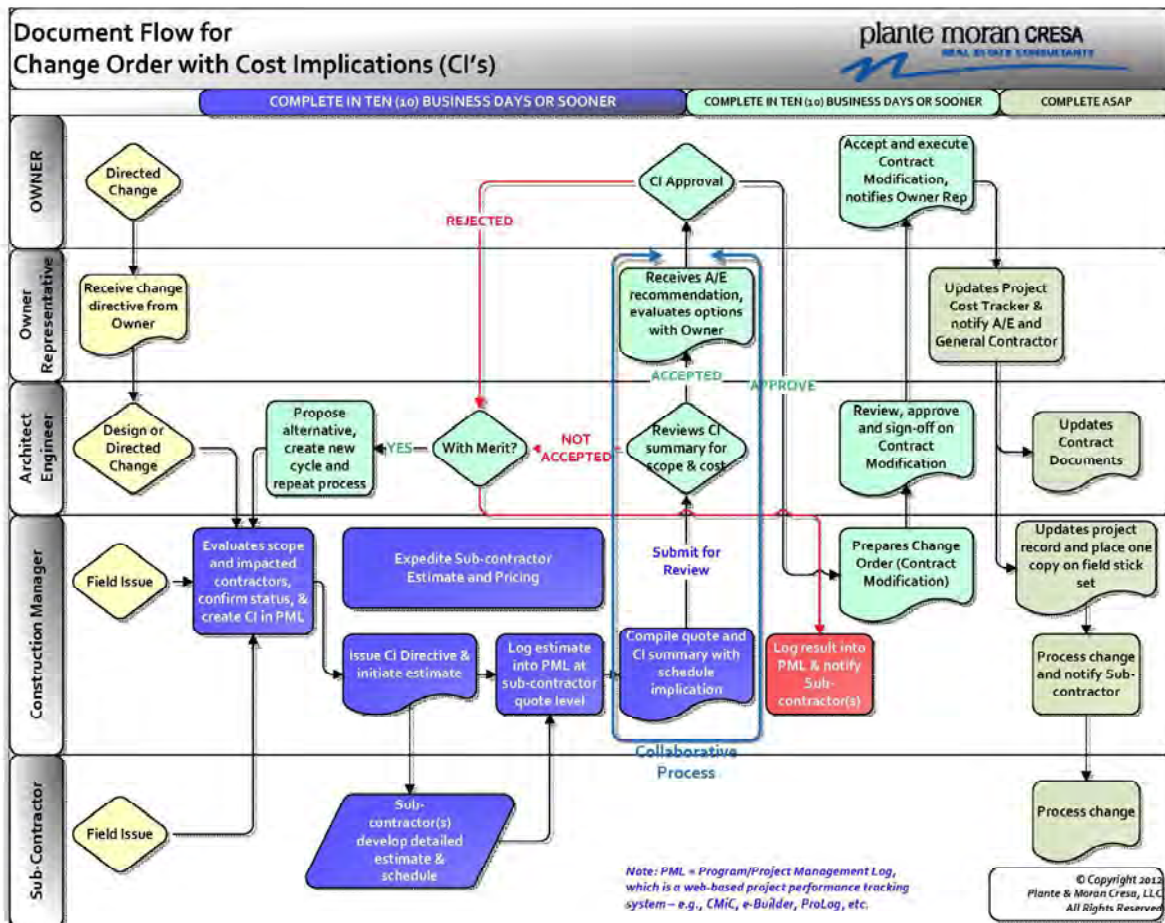 Document Flow for
Change Order with Cost Implications (CI's)
plante moran CRESA
REAL ESTATE CONSULTANTS
COMPLETE IN TEN (10) BUSINESS DAYS OR SOONER
COMPLETE IN TEN (10) BUSINESS DAYS OR SOONER
COMPLETE ASAP
OWNER
Directed
Change
CI Approval
Accept and execute
Contract
Modification,
notifies Owner Rep
REJECTED
Owner
Representative
Receive change
directive from
Owner
Receives A/E
recommendation,
evaluates options
with Owner
Updates Project
Cost Tracker &
notify A/E and
General Contractor
ACCEPTED
APPROVE
Architect
Engineer
Design or
Directed
Change
Propose
alternative,
create new
cycle and
repeat process
YES
With Merit?
NOT
ACCEPTED
Reviews CI
summary for
scope & cost
Review, approve
and sign-off on
Contract
Modification
Updates
Contract
Documents
Construction Manager
Field Issue
Evaluates scope
and impacted
contractors,
confirm status, &
create CI in PML
Expedite Sub-contractor
Estimate and Pricing
Submit for
Review
Prepares Change
Order (Contract
Modification)
Updates project
record and place one
copy on field stick
set
Issue CI Directive &
initiate estimate
Log estimate
into PML at
sub-contractor
quote level
Compile quote and
CI summary with
schedule
implication
Log result into
PML & notify
Sub-
contractor(s)
Process change
and notify Sub-
contractor
Collaborative
Process
Sub-Contractor
Field Issue
Sub-
contractor(s)
develop detailed
estimate &
schedule
Process change
Note: PML = Program/Project Management Log,
which is a web-based project performance tracking
system – e.g., CMiC, e-Builder, ProLog, etc.
© Copyright 2012
Plante & Moran Cresa, LLC
All Rights Reserved